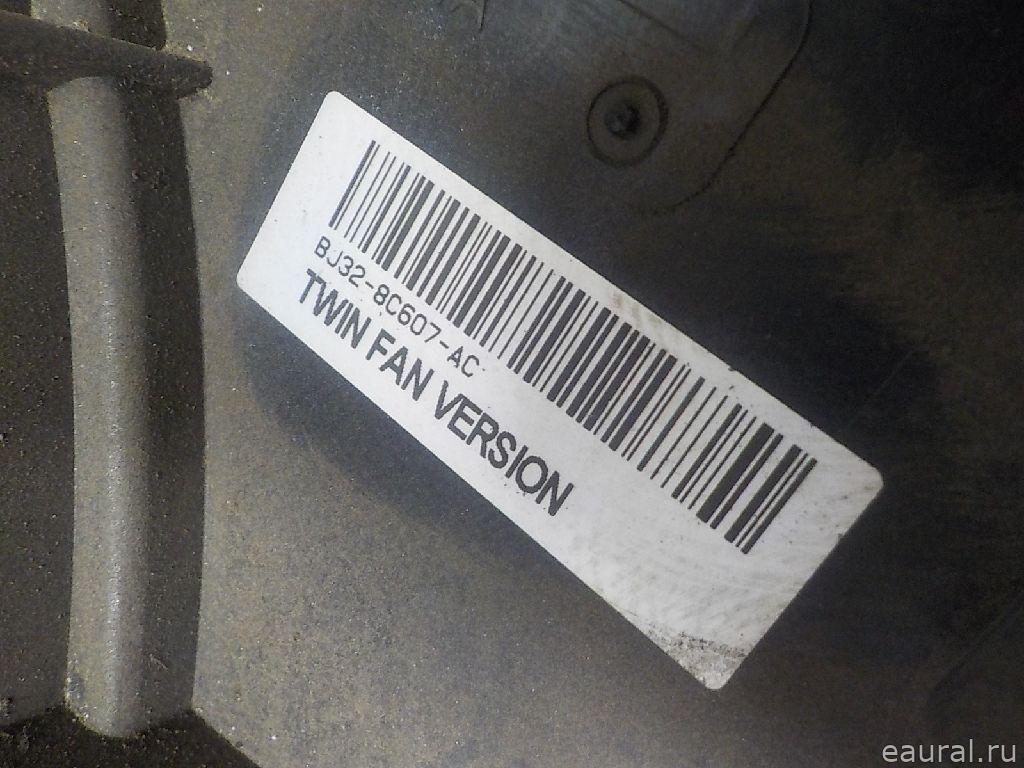 BJ32-8C607-AC
TWIN FAN VERSION
eaural.ru